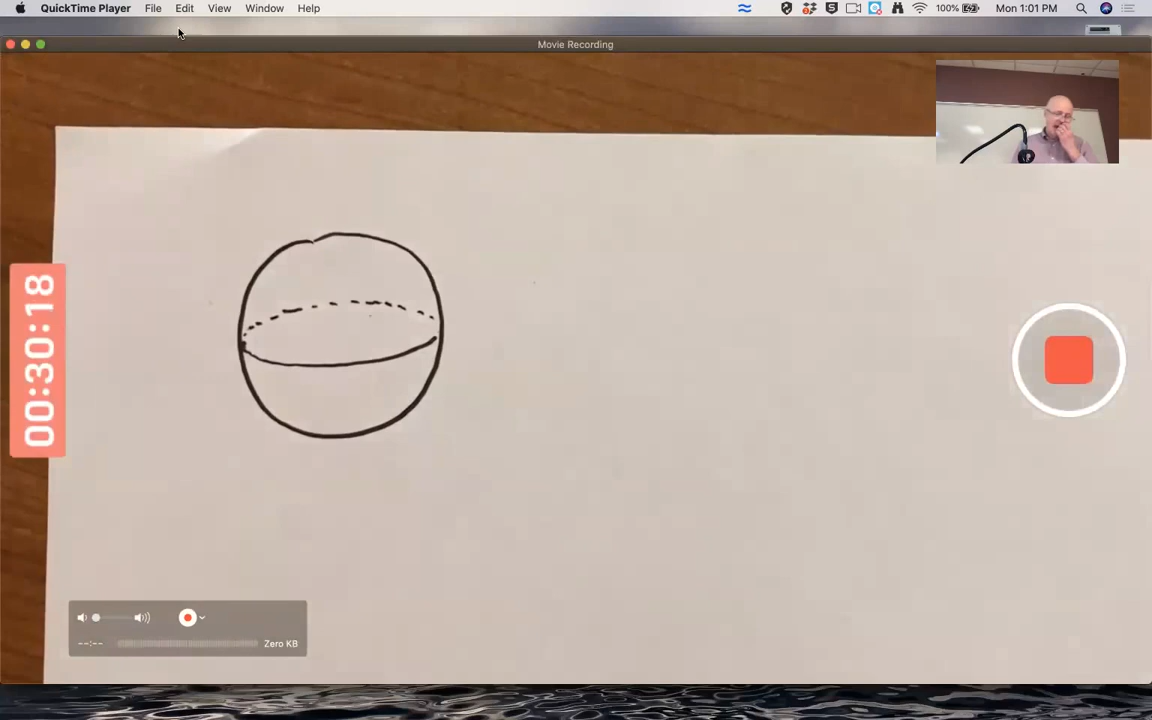 QuickTime Player File Edit View Window Help 100% Mon 1:01 PM
Movie Recording
00:30:18
--:--
Zero KB